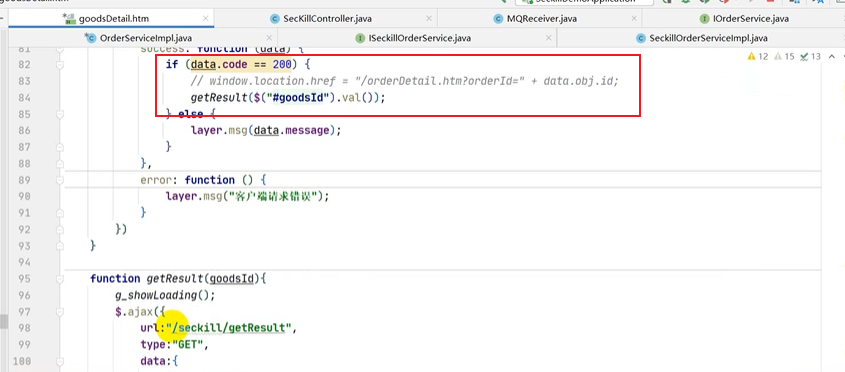 goodsDetail.htm
SecKillController.java
MQReceiver.java
IOrderService.java
OrderServiceImpl.java
ISeckillOrderService.java
SeckillOrderServiceImpl.java
12 15 13
82 if (data.code == 200) {
83 // window.location.href = "/orderDetail.htm?orderId=" + data.obj.id;
84 getResult($("#goodsId").val());
85 } else {
86 layer.msg(data.message);
87 }
88 },
89 error: function () {
90 layer.msg("客户端请求错误");
91 }
92 })
93 }
94
95 function getResult(goodsId){
96 g_showLoading();
97 $.ajax({
98 url:"/seckill/getResult",
99 type:"GET",
100 data:{